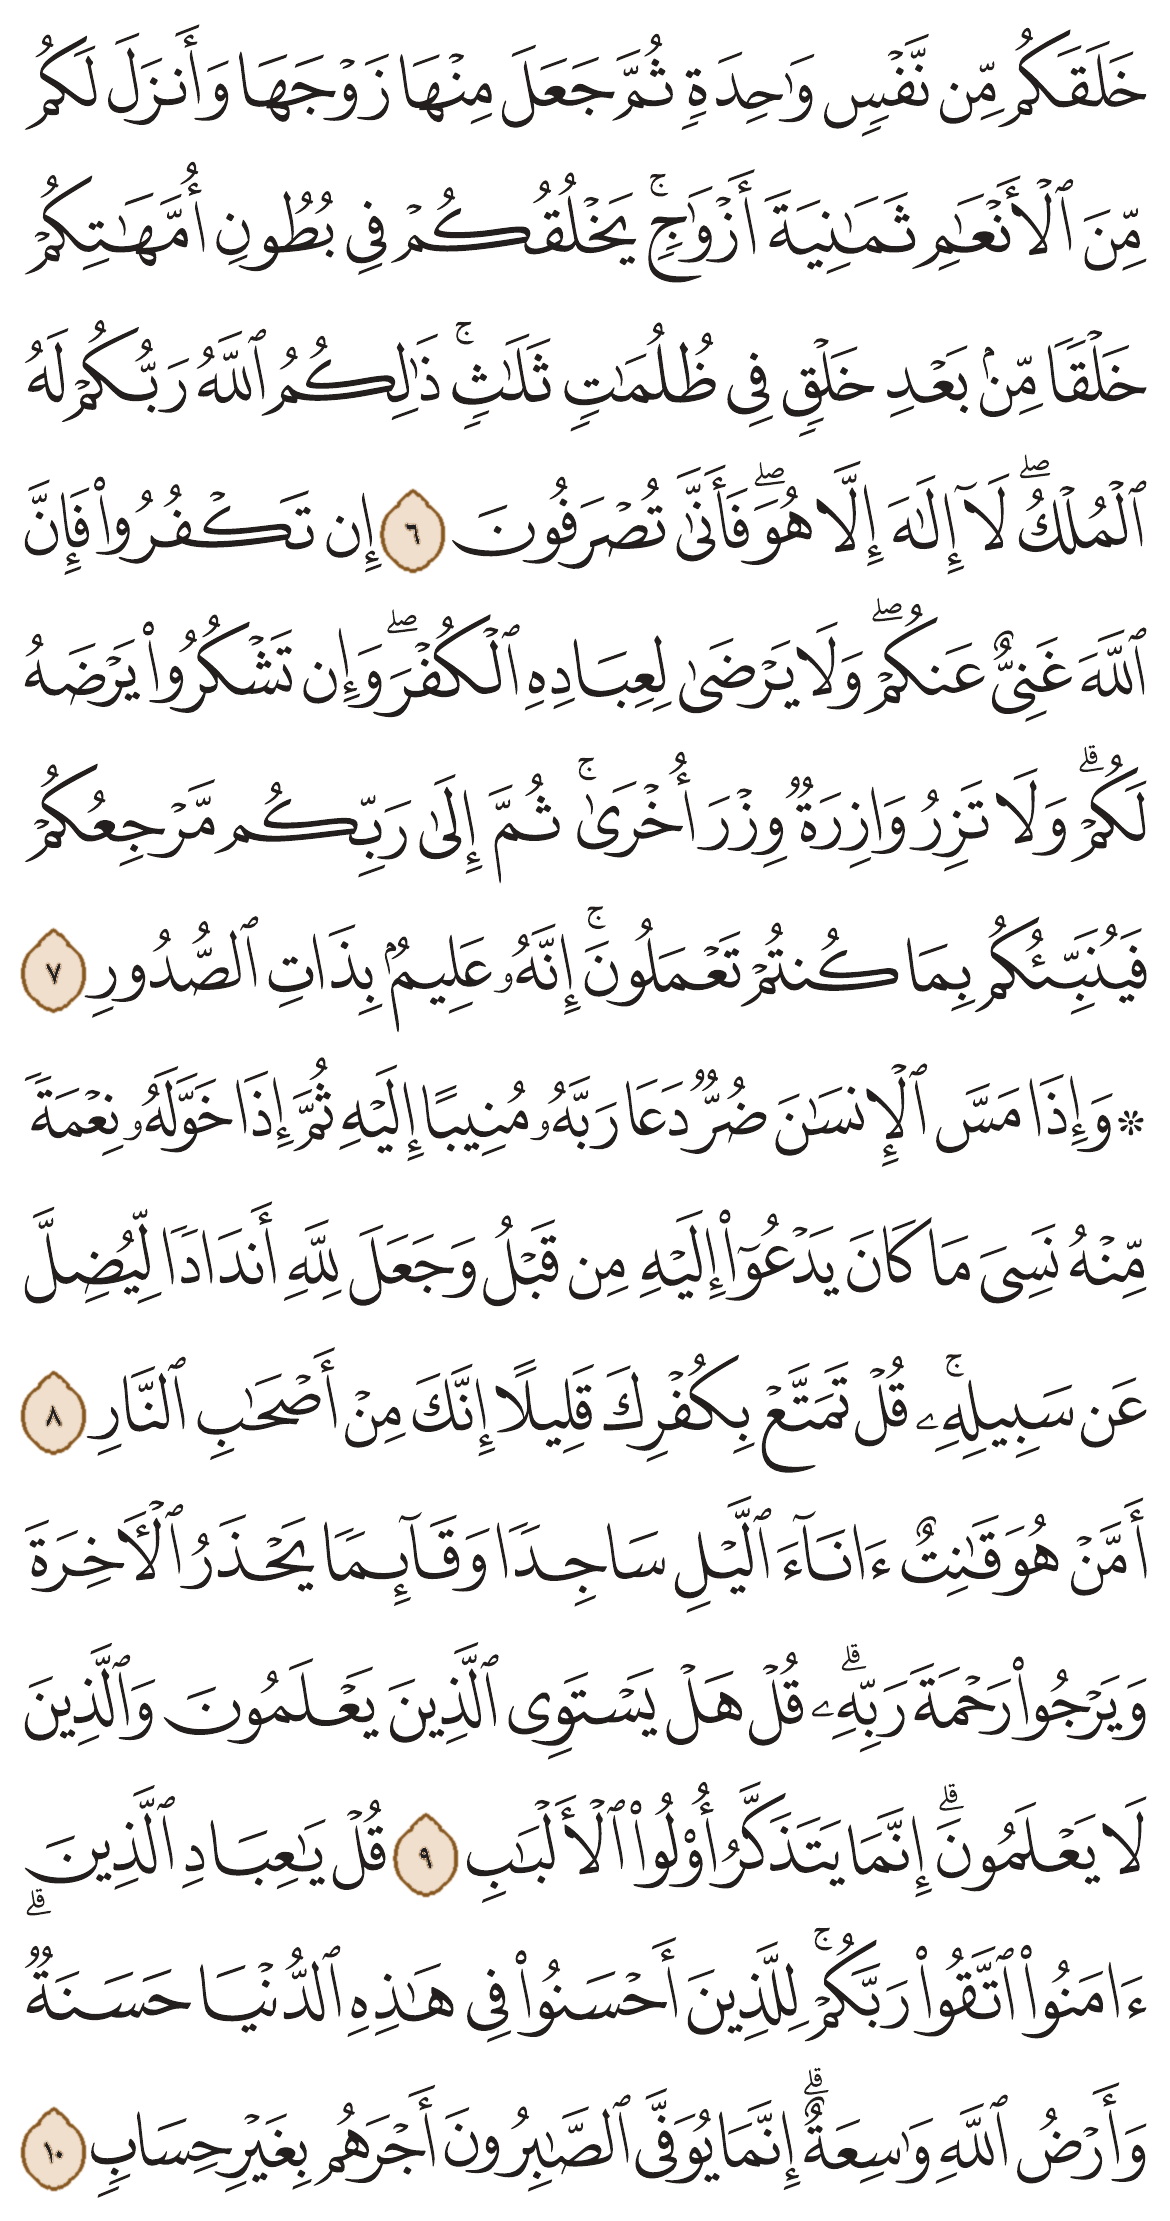 خَلَقَكُم مِّن نَّفْسٍ وَٰحِدَةٍ ثُمَّ جَعَلَ مِنْهَا زَوْجَهَا وَأَنزَلَ لَكُم
مِّنَ ٱلْأَنْعَٰمِ ثَمَٰنِيَةَ أَزْوَٰجٍۚ يَخْلُقُكُمْ فِى بُطُونِ أُمَّهَٰتِكُمْ
خَلْقًا مِّنۢ بَعْدِ خَلْقٍ فِى ظُلُمَٰتٍ ثَلَٰثٍۚ ذَٰلِكُمُ ٱللَّهُ رَبُّكُمْ لَهُ
ٱلْمُلْكُۖ لَآ إِلَٰهَ إِلَّا هُوَۖ فَأَنَّىٰ تُصْرَفُونَ ٦ إِن تَكْفُرُوا۟ فَإِنَّ
ٱللَّهَ غَنِىٌّ عَنكُمْۖ وَلَا يَرْضَىٰ لِعِبَادِهِ ٱلْكُفْرَۖ وَإِن تَشْكُرُوا۟ يَرْضَهُ
لَكُمْۗ وَلَا تَزِرُ وَازِرَةٌ وِزْرَ أُخْرَىٰۚ ثُمَّ إِلَىٰ رَبِّكُم مَّرْجِعُكُمْ
فَيُنَبِّئُكُم بِمَا كُنتُمْ تَعْمَلُونَۚ إِنَّهُۥ عَلِيمٌۢ بِذَاتِ ٱلصُّدُورِ ٧
۞ وَإِذَا مَسَّ ٱلْإِنسَٰنَ ضُرٌّ دَعَا رَبَّهُۥ مُنِيبًا إِلَيْهِ ثُمَّ إِذَا خَوَّلَهُۥ نِعْمَةً
مِّنْهُ نَسِىَ مَا كَانَ يَدْعُوٓا۟ إِلَيْهِ مِن قَبْلُ وَجَعَلَ لِلَّهِ أَندَادًا لِّيُضِلَّ
عَن سَبِيلِهِۦۚ قُلْ تَمَتَّعْ بِكُفْرِكَ قَلِيلًا إِنَّكَ مِنْ أَصْحَٰبِ ٱلنَّارِ ٨
أَمَّنْ هُوَ قَٰنِتٌ ءَانَآءَ ٱلَّيْلِ سَاجِدًا وَقَآئِمًا يَحْذَرُ ٱلْءَاخِرَةَ
وَيَرْجُوا۟ رَحْمَةَ رَبِّهِۦۗ قُلْ هَلْ يَسْتَوِى ٱلَّذِينَ يَعْلَمُونَ وَٱلَّذِينَ
لَا يَعْلَمُونَۗ إِنَّمَا يَتَذَكَّرُ أُو۟لُوا۟ ٱلْأَلْبَٰبِ ٩ قُلْ يَٰعِبَادِ ٱلَّذِينَ
ءَامَنُوا۟ ٱتَّقُوا۟ رَبَّكُمْۚ لِلَّذِينَ أَحْسَنُوا۟ فِى هَٰذِهِ ٱلدُّنْيَا حَسَنَةٌۗ
وَأَرْضُ ٱللَّهِ وَٰسِعَةٌۗ إِنَّمَا يُوَفَّى ٱلصَّٰبِرُونَ أَجْرَهُم بِغَيْرِ حِسَابٍ ١٠